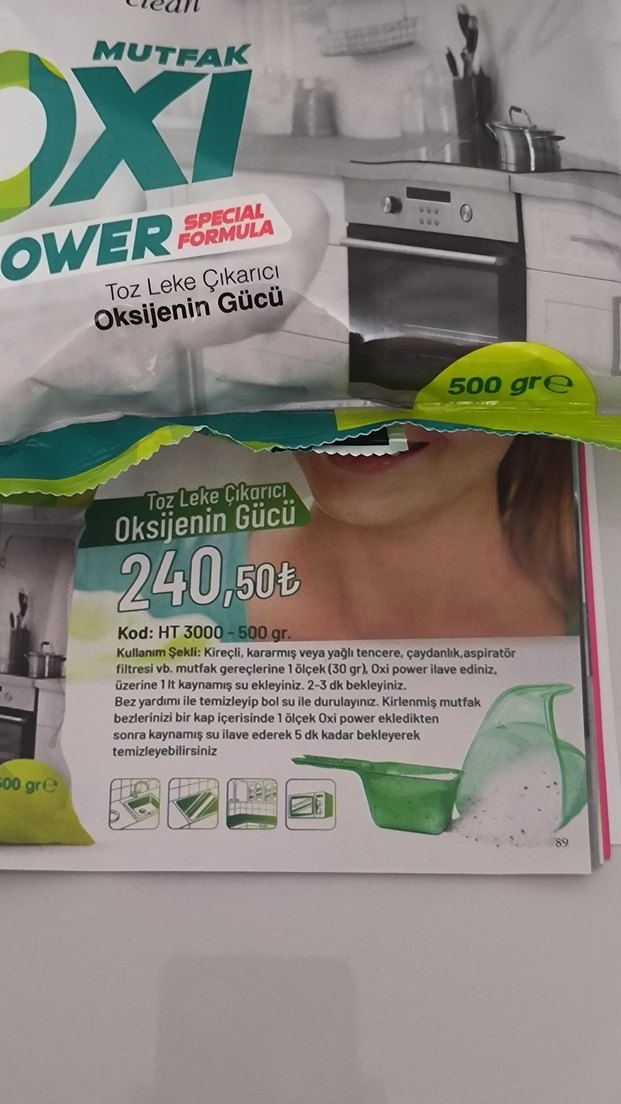 clean
MUTFAK
OXI
POWER SPECIAL
FORMULA
Toz Leke Çıkarıcı
Oksijenin Gücü
500 gr e
Toz Leke Çıkarıcı
Oksijenin Gücü
240,50₺
Kod: HT 3000 - 500 gr.
Kullanım Şekli: Kireçli, kararmış veya yağlı tencere, çaydanlık,aspiratör
filtresi vb. mutfak gereçlerine 1 ölçek (30 gr), Oxi power ilave ediniz,
üzerine 1 lt kaynamış su ekleyiniz. 2-3 dk bekleyiniz.
Bez yardımı ile temizleyip bol su ile durulayınız. Kirlenmiş mutfak
bezlerinizi bir kap içerisinde 1 ölçek Oxi power ekledikten
sonra kaynamış su ilave ederek 5 dk kadar bekleyerek
temizleyebilirsiniz
500 gr e
89